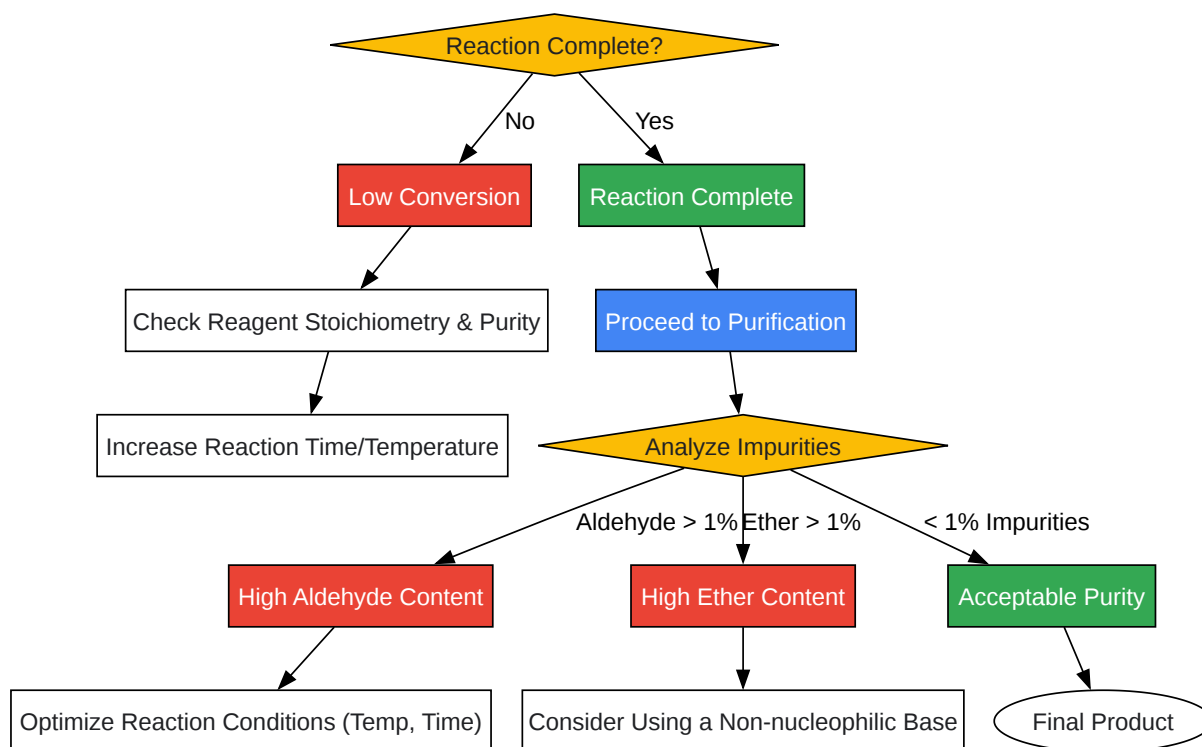 Reaction Complete?
No
Yes
Low Conversion
Reaction Complete
Check Reagent Stoichiometry & Purity
Proceed to Purification
Increase Reaction Time/Temperature
Analyze Impurities
Aldehyde > 1%
Ether > 1%
< 1% Impurities
High Aldehyde Content
High Ether Content
Acceptable Purity
Optimize Reaction Conditions (Temp, Time)
Consider Using a Non-nucleophilic Base
Final Product